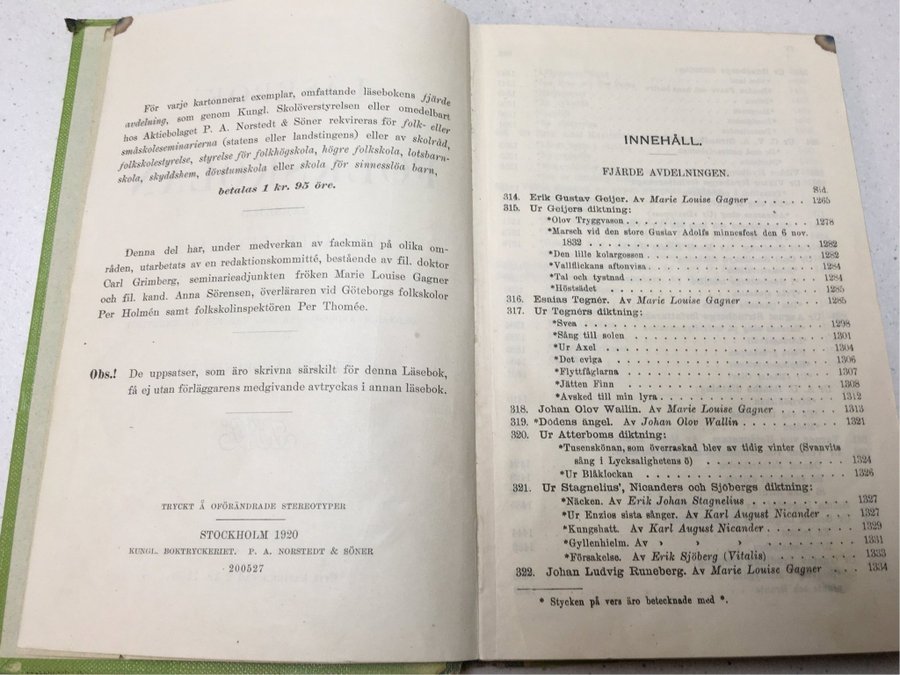 För varje kartonnerat exemplar, omfattande läsebokens fjärde
avdelning, som genom Kungl. Skolöverstyrelsen eller omedelbart
hos Aktiebolaget P. A. Norstedt & Söner rekvireras för folk- eller
småskoleseminarierna (statens eller landstingens) eller av skolråd,
folkskolestyrelse, styrelse för folkhögskola, högre folkskola, lotsbarn-
skola, skyddshem, dövstumskola eller skola för sinnesslöa barn,
betalas 1 kr. 95 öre.
Denna del har, under medverkan av fackmän på olika om-
råden, utarbetats av en redaktionskommitté, bestående av fil. doktor
Carl Grimberg, seminarieadjunkten fröken Marie Louise Gagner
och fil. kand. Anna Sörensen, överläraren vid Göteborgs folkskolor
Per Holmén samt folkskolinspektören Per Thomée.
Obs.! De uppsatser, som äro skrivna särskilt för denna Läsebok,
få ej utan förläggarens medgivande avtryckas i annan läsebok.
TRYCKT Å OFÖRÄNDRADE STEREOTYPER
STOCKHOLM 1920
KUNGL. BOKTRYCKERIET. P. A. NORSTEDT & SÖNER
200527
INNEHÅLL.
FJÄRDE AVDELNINGEN.
Sid.
314. Erik Gustav Geijer. Av Marie Louise Gagner . . . . . . 1265
315. Ur Geijers diktning:
*Olov Tryggvason . . . . . . . . . . . . . . . . 1278
*Marsch vid den store Gustav Adolfs minnesfest den 6 nov.
1832 . . . . . . . . . . . . . . . . . . . . 1282
*Den lille kolargossen . . . . . . . . . . . . . . . 1282
*Vallflickans aftonvisa . . . . . . . . . . . . . . . 1284
*Tal och tystnad . . . . . . . . . . . . . . . . . 1284
*Höstsädet . . . . . . . . . . . . . . . . . . . 1285
316. Esaias Tegnér. Av Marie Louise Gagner . . . . . . . . 1285
317. Ur Tegnérs diktning:
*Svea . . . . . . . . . . . . . . . . . . . . . 1298
*Sång till solen . . . . . . . . . . . . . . . . . 1301
*Ur Axel . . . . . . . . . . . . . . . . . . . . 1304
*Det eviga . . . . . . . . . . . . . . . . . . . 1306
*Flyttfåglarna . . . . . . . . . . . . . . . . . . 1307
*Jätten Finn . . . . . . . . . . . . . . . . . . 1308
*Avsked till min lyra . . . . . . . . . . . . . . . 1312
318. Johan Olov Wallin. Av Marie Louise Gagner . . . . . . 1313
319. *Dödens ängel. Av Johan Olov Wallin . . . . . . . . . 1321
320. Ur Atterboms diktning:
*Tusenskönan, som överraskad blev av tidig vinter (Svanvits
sång i Lycksalighetens ö) . . . . . . . . . . . . 1324
*Ur Blåklockan . . . . . . . . . . . . . . . . . 1326
321. Ur Stagnelius', Nicanders och Sjöbergs diktning:
*Näcken. Av Erik Johan Stagnelius . . . . . . . . . 1327
*Ur Enzios sista sånger. Av Karl August Nicander . . . 1327
*Kungshatt. Av Karl August Nicander . . . . . . . . 1329
*Gyllenhielm. Av » » » . . . . . . . . 1331
*Försakelse. Av Erik Sjöberg (Vitalis) . . . . . . . . 1333
322. Johan Ludvig Runeberg. Av Marie Louise Gagner . . . 1334
* Stycken på vers äro betecknade med *.